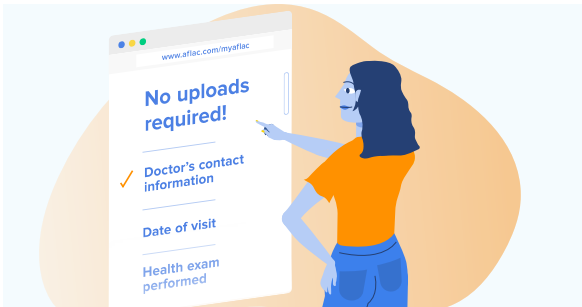 www.aflac.com/myaflac
No uploads
required!
Doctor's contact
information
Date of visit
Health exam
performed